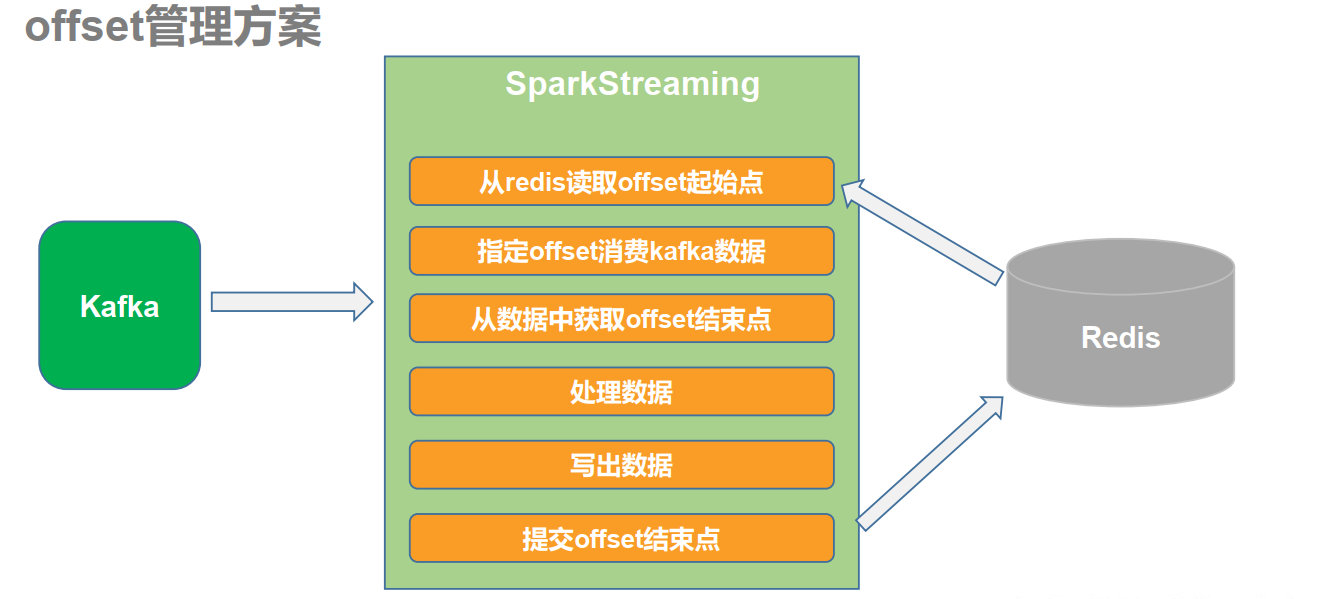 offset管理方案
SparkStreaming
从redis读取offset起始点
指定offset消费kafka数据
从数据中获取offset结束点
处理数据
写出数据
提交offset结束点
Kafka
Redis